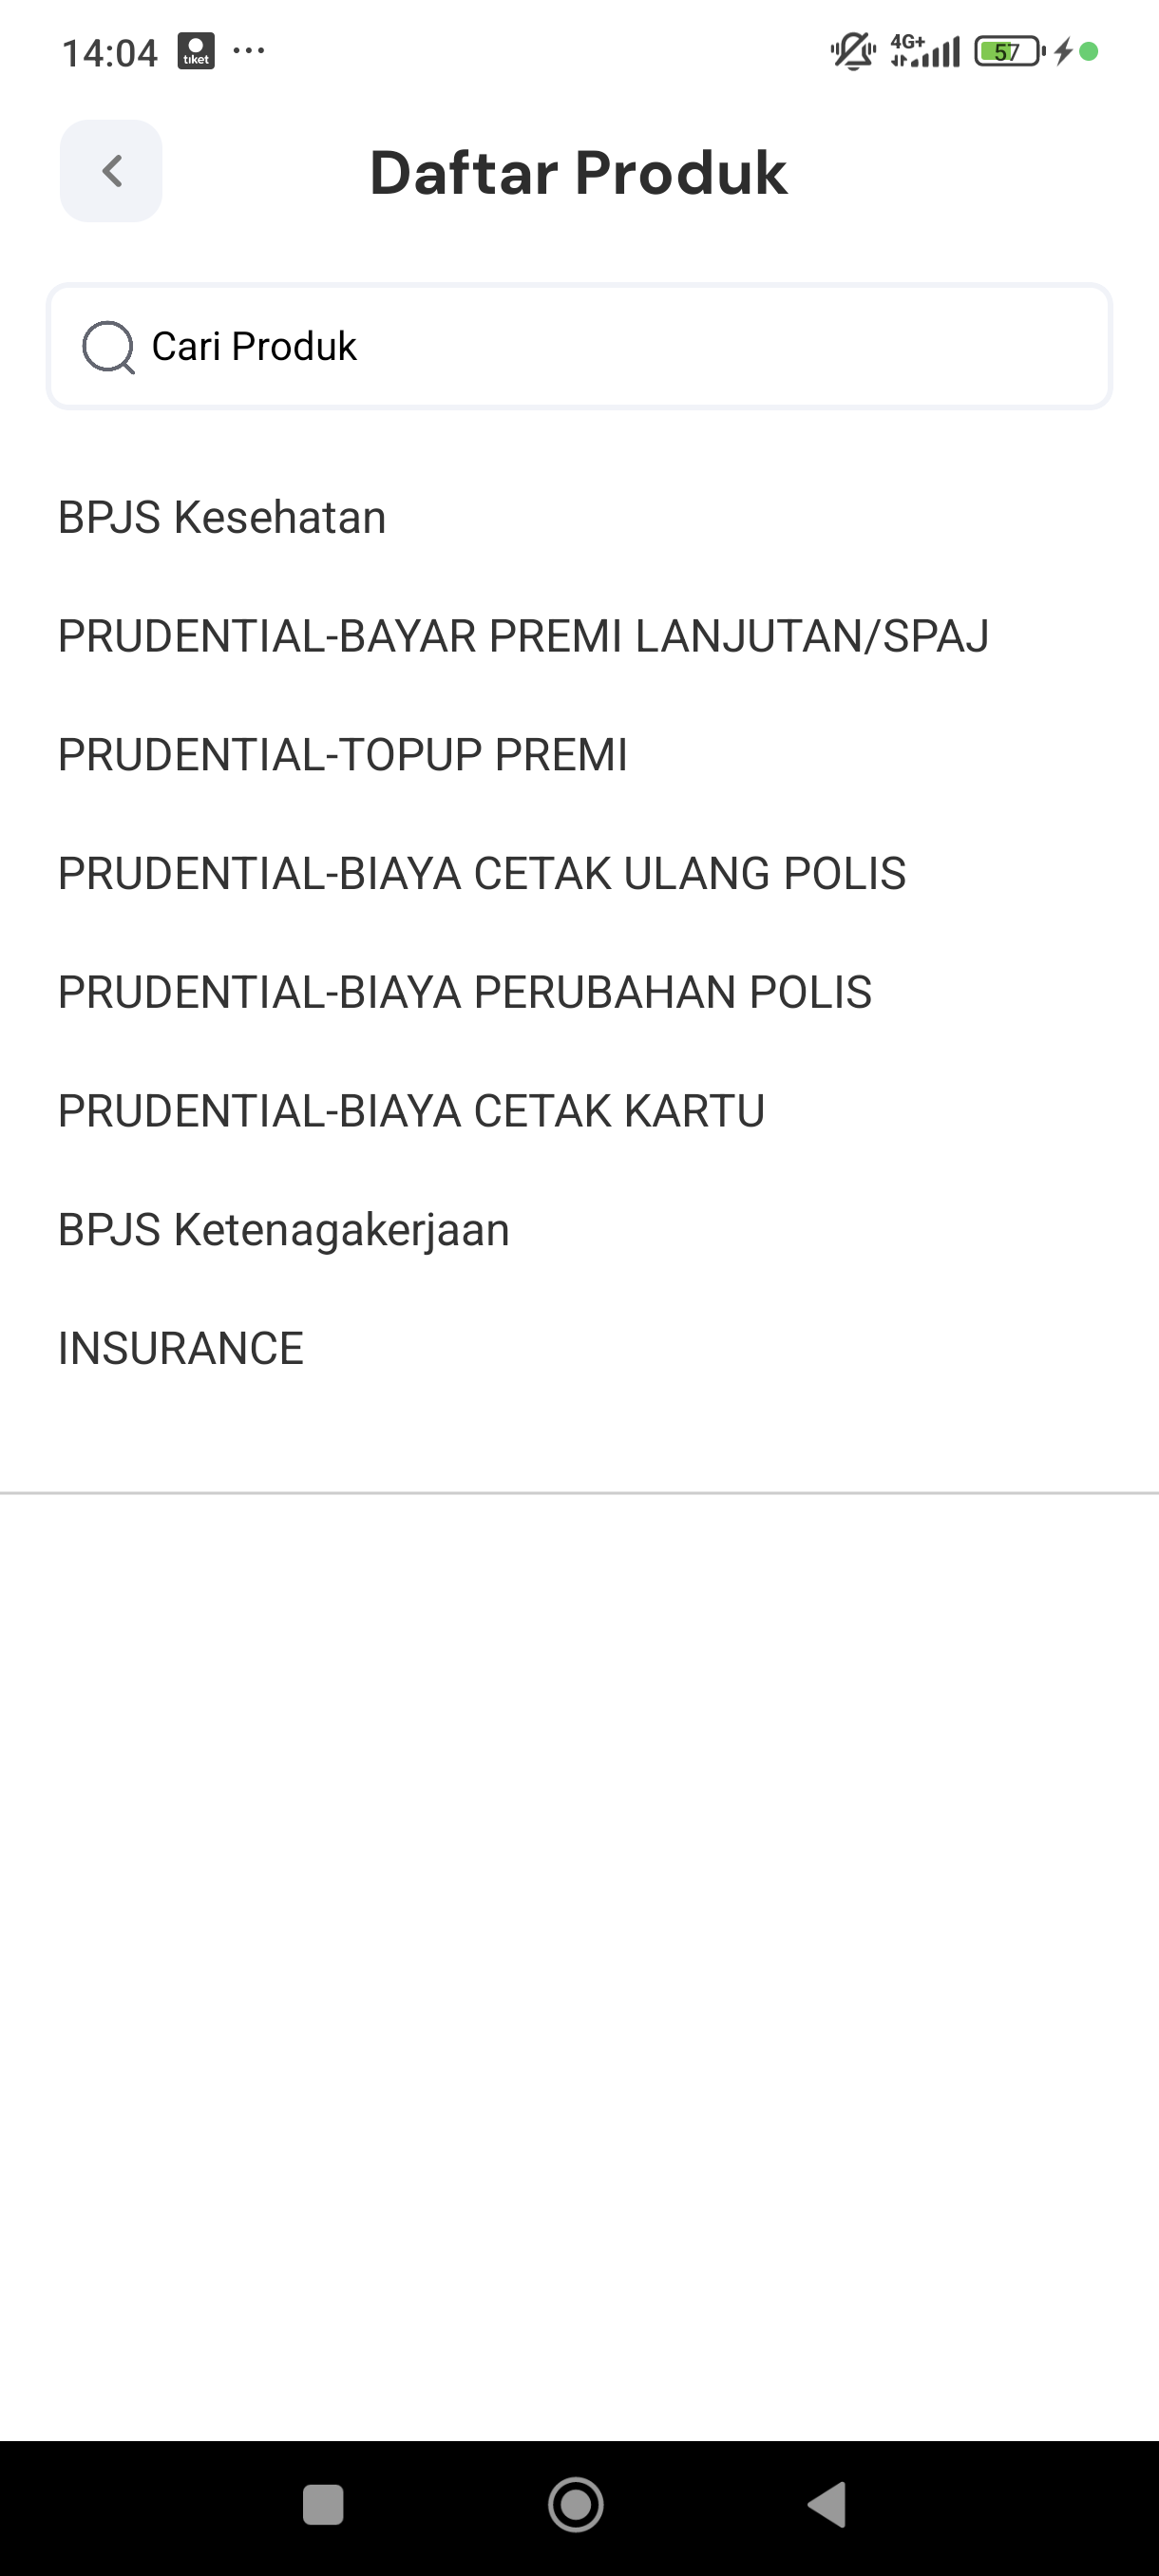 14:04 tiket ... 4G+ 57
Daftar Produk
Cari Produk
BPJS Kesehatan
PRUDENTIAL-BAYAR PREMI LANJUTAN/SPAJ
PRUDENTIAL-TOPUP PREMI
PRUDENTIAL-BIAYA CETAK ULANG POLIS
PRUDENTIAL-BIAYA PERUBAHAN POLIS
PRUDENTIAL-BIAYA CETAK KARTU
BPJS Ketenagakerjaan
INSURANCE